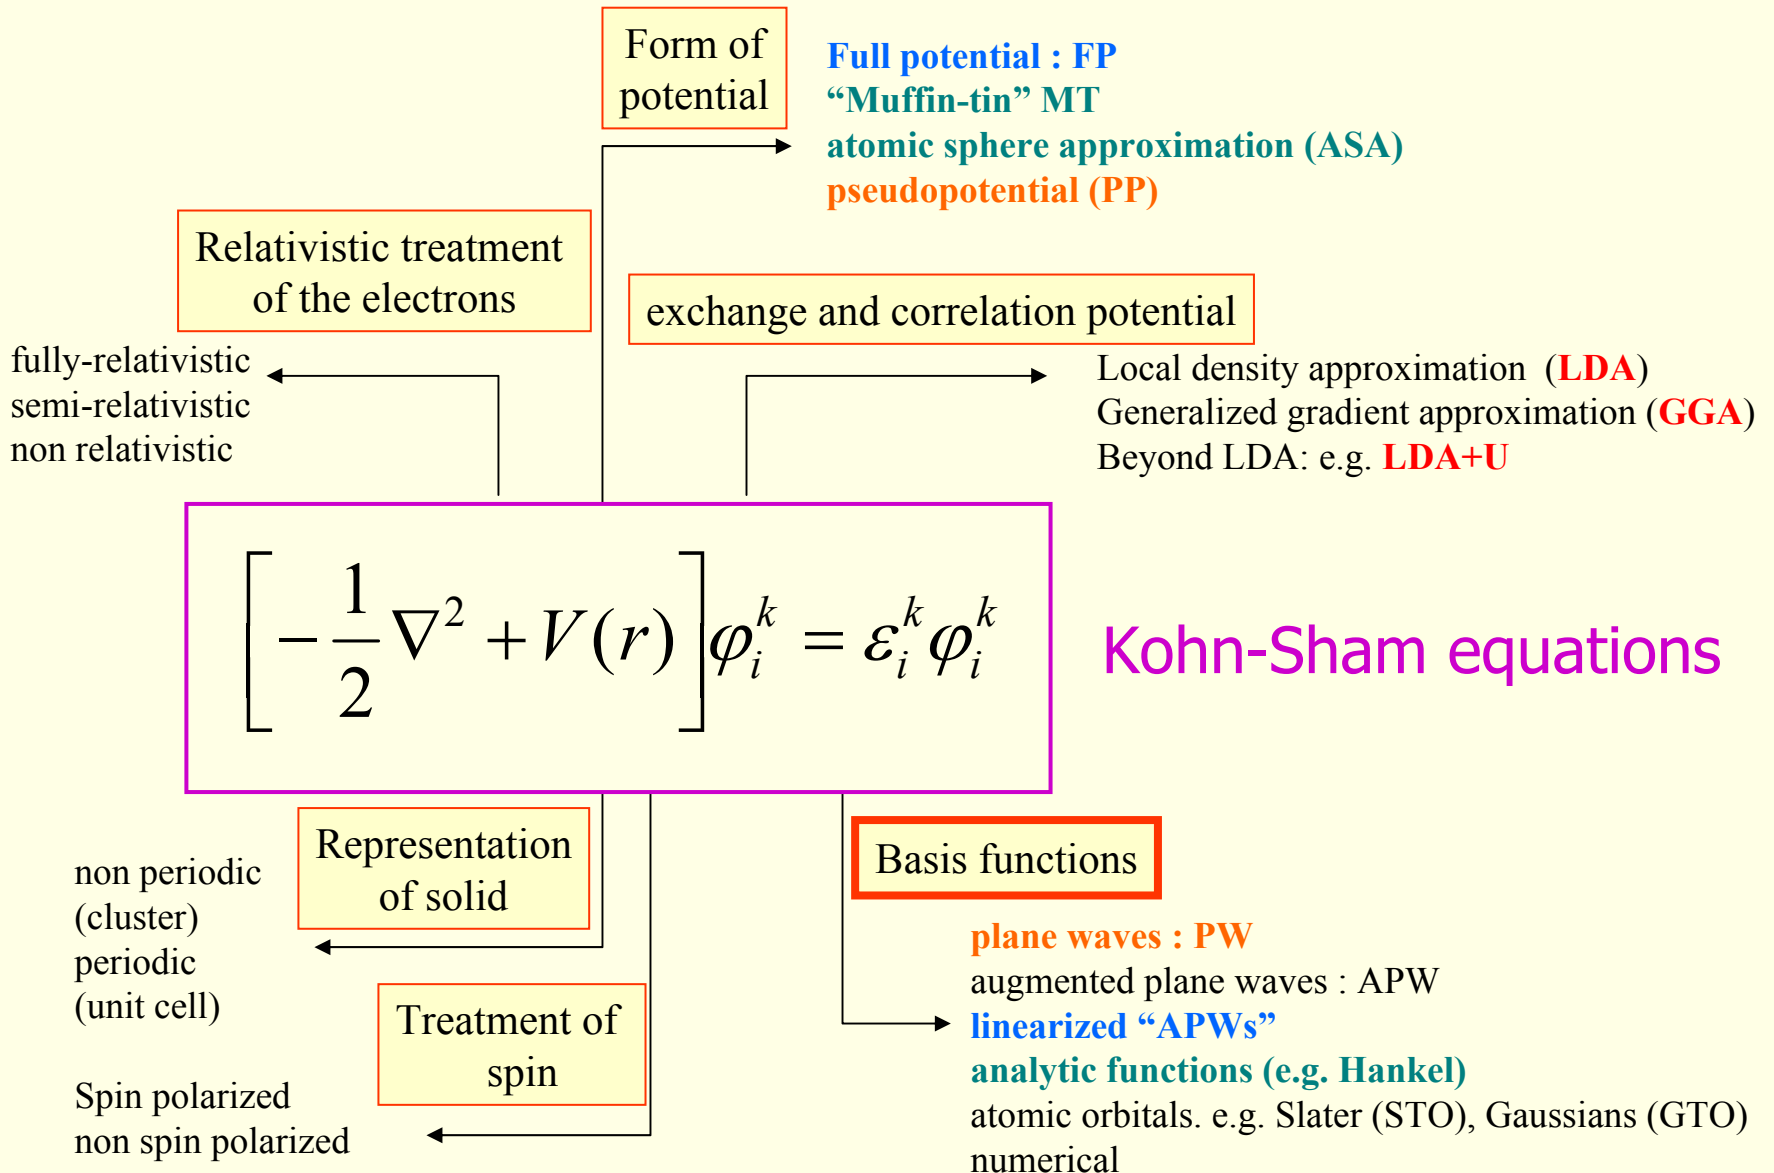 Form of
potential
Full potential : FP
“Muffin-tin” MT
atomic sphere approximation (ASA)
pseudopotential (PP)
Relativistic treatment
of the electrons
exchange and correlation potential
fully-relativistic
semi-relativistic
non relativistic
Local density approximation (LDA)
Generalized gradient approximation (GGA)
Beyond LDA: e.g. LDA+U
[-\frac{1}{2}∇^2 + V(r)]φ_i^k = ε_i^k φ_i^k
Kohn-Sham equations
Representation
of solid
non periodic
(cluster)
periodic
(unit cell)
Treatment of
spin
Spin polarized
non spin polarized
Basis functions
plane waves : PW
augmented plane waves : APW
linearized “APWs”
analytic functions (e.g. Hankel)
atomic orbitals. e.g. Slater (STO), Gaussians (GTO)
numerical